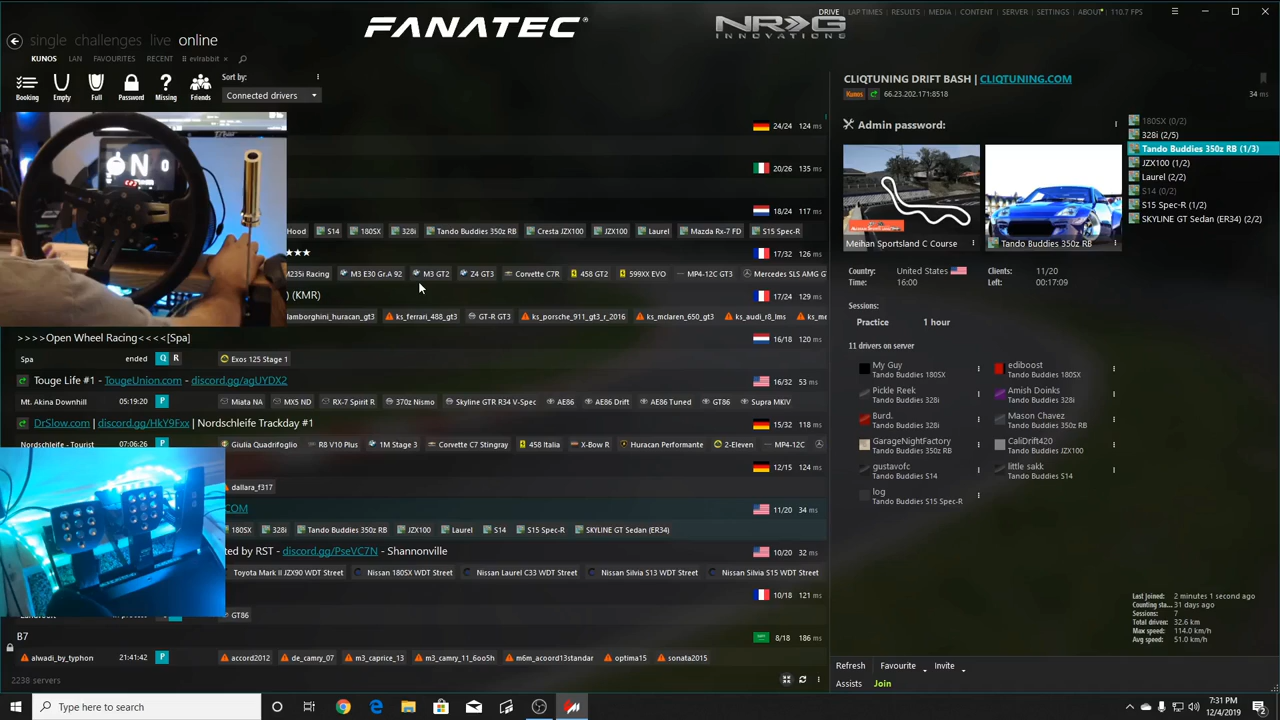 FANATEC®
NRG
INNOVATIONS
DRIVE LAP TIMES RESULTS MEDIA CONTENT SERVER SETTINGS ABOUT 110.7 FPS
single challenges live online
KUNOS LAN FAVOURITES RECENT evlrabbit ×
Booking Empty Full Password Missing Friends
Sort by:
Connected drivers
24/24 124 ms
20/26 135 ms
18/24 117 ms
Hood S14 180SX 328i Tando Buddies 350z RB Cresta JZX100 JZX100 Laurel Mazda Rx-7 FD S15 Spec-R
★★★ 17/32 126 ms
M235i Racing M3 E30 Gr.A 92 M3 GT2 Z4 GT3 Corvette C7R 458 GT2 599XX EVO MP4-12C GT3 Mercedes SLS AMG G
) (KMR) 17/24 129 ms
lamborghini_huracan_gt3 ks_ferrari_488_gt3 GT-R GT3 ks_porsche_911_gt3_r_2016 ks_mclaren_650_gt3 ks_audi_r8_lms ks_me
>>>>Open Wheel Racing<<<<[Spa] 16/18 120 ms
Spa ended Q R Exos 125 Stage 1
Touge Life #1 - TougeUnion.com - discord.gg/agUYDX2 16/32 53 ms
Mt. Akina Downhill 05:19:20 P Miata NA MX5 ND RX-7 Spirit R 370z Nismo Skyline GTR R34 V-Spec AE86 AE86 Drift AE86 Tuned GT86 Supra MKIV
DrSlow.com | discord.gg/HkY9Fxx | Nordschleife Trackday #1 15/32 118 ms
Nordschleife - Tourist 07:06:26 P Giulia Quadrifoglio R8 V10 Plus 1M Stage 3 Corvette C7 Stingray 458 Italia X-Bow R Huracan Performante 2-Eleven MP4-12C
12/15 124 ms
dallara_f317
COM 11/20 34 ms
180SX 328i Tando Buddies 350z RB JZX100 Laurel S14 S15 Spec-R SKYLINE GT Sedan (ER34)
ted by RST - discord.gg/PseVC7N - Shannonville 10/20 32 ms
Toyota Mark II JZX90 WDT Street Nissan 180SX WDT Street Nissan Laurel C33 WDT Street Nissan Silvia S13 WDT Street Nissan Silvia S15 WDT Street
10/18 121 ms
GT86
B7 8/18 186 ms
alwadi_by_typhon 21:41:42 P accord2012 de_camry_07 m3_caprice_13 m3_camry_11_6oo5h m6m_acoord13standar optima15 sonata2015
2238 servers
CLIQTUNING DRIFT BASH | CLIQTUNING.COM
Kunos 66.23.202.171:8518 34 ms
Admin password:
Meihan Sportsland C Course
Tando Buddies 350z RB
Country: United States Clients: 11/20
Time: 16:00 Left: 00:17:09
Sessions:
Practice 1 hour
11 drivers on server
My Guy
Tando Buddies 180SX
ediboost
Tando Buddies 180SX
Pickle Reek
Tando Buddies 328i
Amish Doinks
Tando Buddies 328i
Burd.
Tando Buddies 328i
Mason Chavez
Tando Buddies 350z RB
GarageNightFactory
Tando Buddies 350z RB
CaliDrift420
Tando Buddies JZX100
gustavofc
Tando Buddies S14
little sakk
Tando Buddies S14
log
Tando Buddies S15 Spec-R
180SX (0/2)
328i (2/5)
Tando Buddies 350z RB (1/3)
JZX100 (1/2)
Laurel (2/2)
S14 (0/2)
S15 Spec-R (1/2)
SKYLINE GT Sedan (ER34) (2/2)
Last joined: 2 minutes 1 second ago
Counting sta... 31 days ago
Sessions: 7
Total driven: 32.6 km
Max speed: 114.0 km/h
Avg speed: 51.0 km/h
Refresh Favourite Invite
Assists Join
Type here to search
7:31 PM
12/4/2019